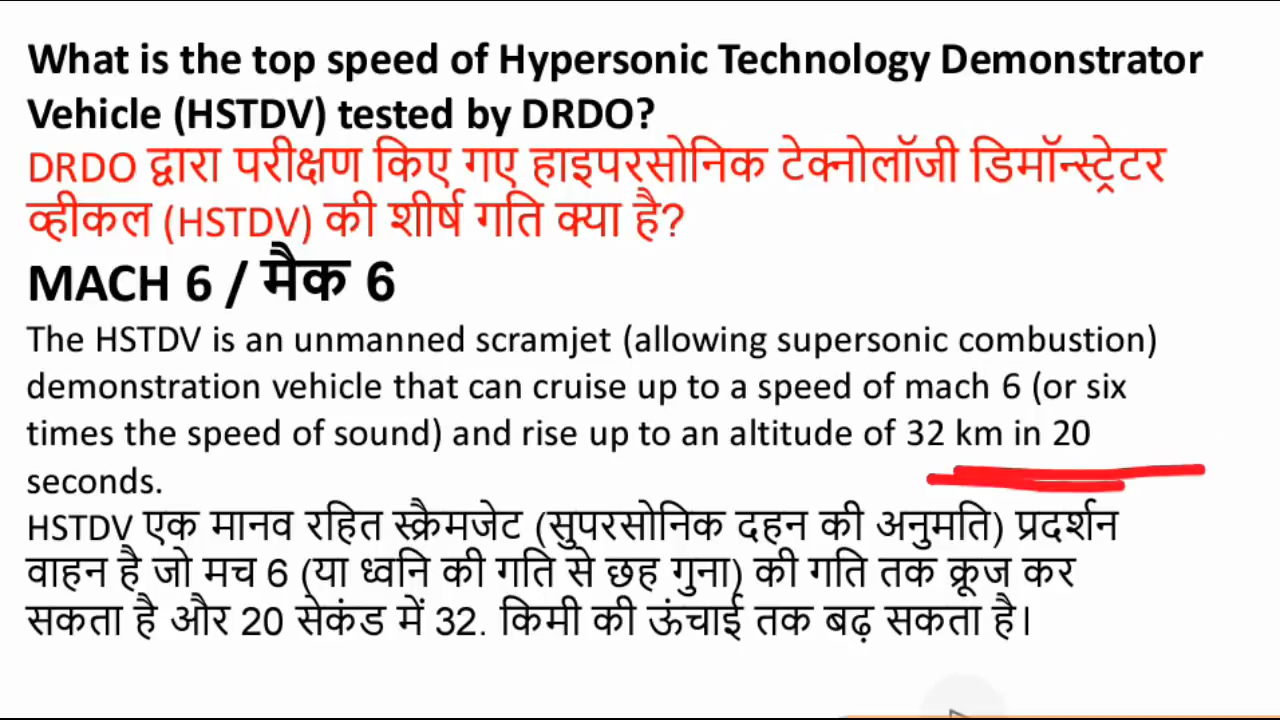 What is the top speed of Hypersonic Technology Demonstrator
Vehicle (HSTDV) tested by DRDO?
DRDO द्वारा परीक्षण किए गए हाइपरसोनिक टेक्नोलॉजी डिमॉन्स्ट्रेटर
व्हीकल (HSTDV) की शीर्ष गति क्या है?
MACH 6 / मैक 6
The HSTDV is an unmanned scramjet (allowing supersonic combustion)
demonstration vehicle that can cruise up to a speed of mach 6 (or six
times the speed of sound) and rise up to an altitude of 32 km in 20
seconds.
HSTDV एक मानव रहित स्क्रैमजेट (सुपरसोनिक दहन की अनुमति) प्रदर्शन
वाहन है जो मच 6 (या ध्वनि की गति से छह गुना) की गति तक क्रूज कर
सकता है और 20 सेकंड में 32. किमी की ऊंचाई तक बढ़ सकता है।